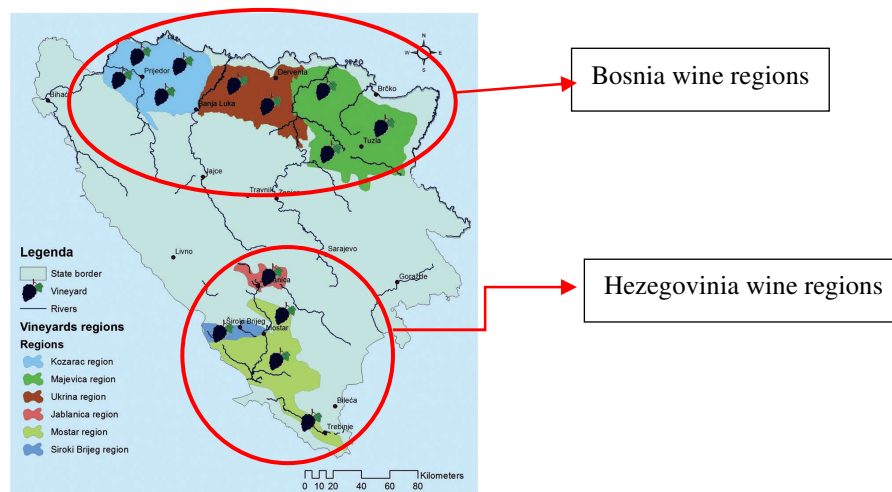 N
W E
S
Prijedor
Derventa
Bihać
Banja Luka
Brčko
Tuzla
Jajce
Travnik
Zenica
Sarajevo
Livno
Goražde
Široki Brijeg
Mostar
Bileća
Trebinje
Legenda
State border
Vineyard
Rivers
Vineyards regions
Regions
Kozarac region
Majevica region
Ukrina region
Jablanica region
Mostar region
Siroki Brijeg region
Kilometers
0 10 20 40 60 80
Bosnia wine regions
Hezegovinia wine regions